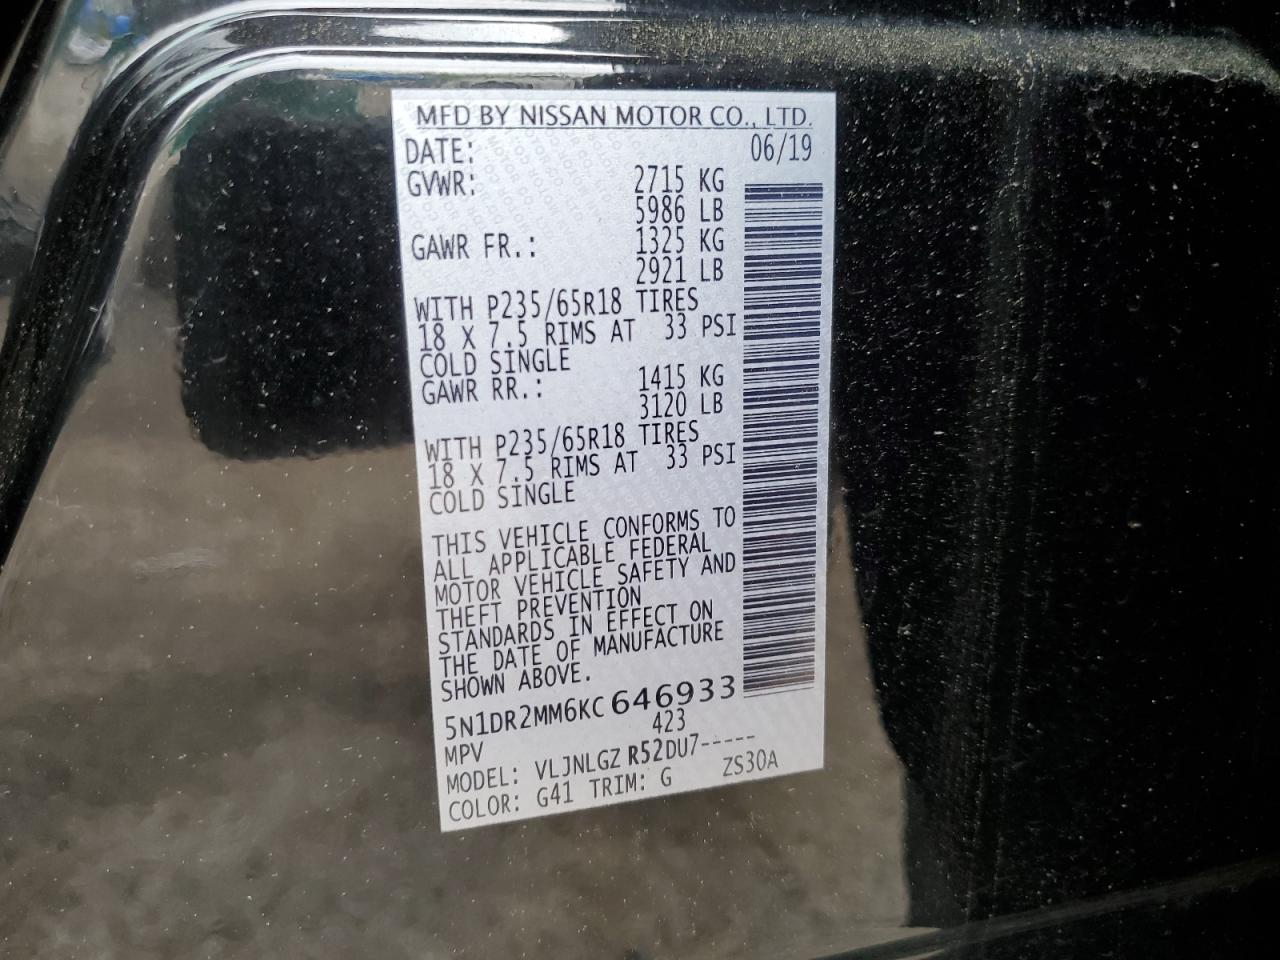 MFD BY NISSAN MOTOR CO., LTD.
DATE: 06/19
GVWR: 2715 KG
5986 LB
GAWR FR.: 1325 KG
2921 LB
WITH P235/65R18 TIRES
18 X 7.5 RIMS AT 33 PSI
COLD SINGLE
GAWR RR.: 1415 KG
3120 LB
WITH P235/65R18 TIRES
18 X 7.5 RIMS AT 33 PSI
COLD SINGLE
THIS VEHICLE CONFORMS TO
ALL APPLICABLE FEDERAL
MOTOR VEHICLE SAFETY AND
THEFT PREVENTION
STANDARDS IN EFFECT ON
THE DATE OF MANUFACTURE
SHOWN ABOVE.
5N1DR2MM6KC646933
MPV 423
MODEL: VLJNLGZ R52DU7-----
COLOR: G41 TRIM: G ZS30A